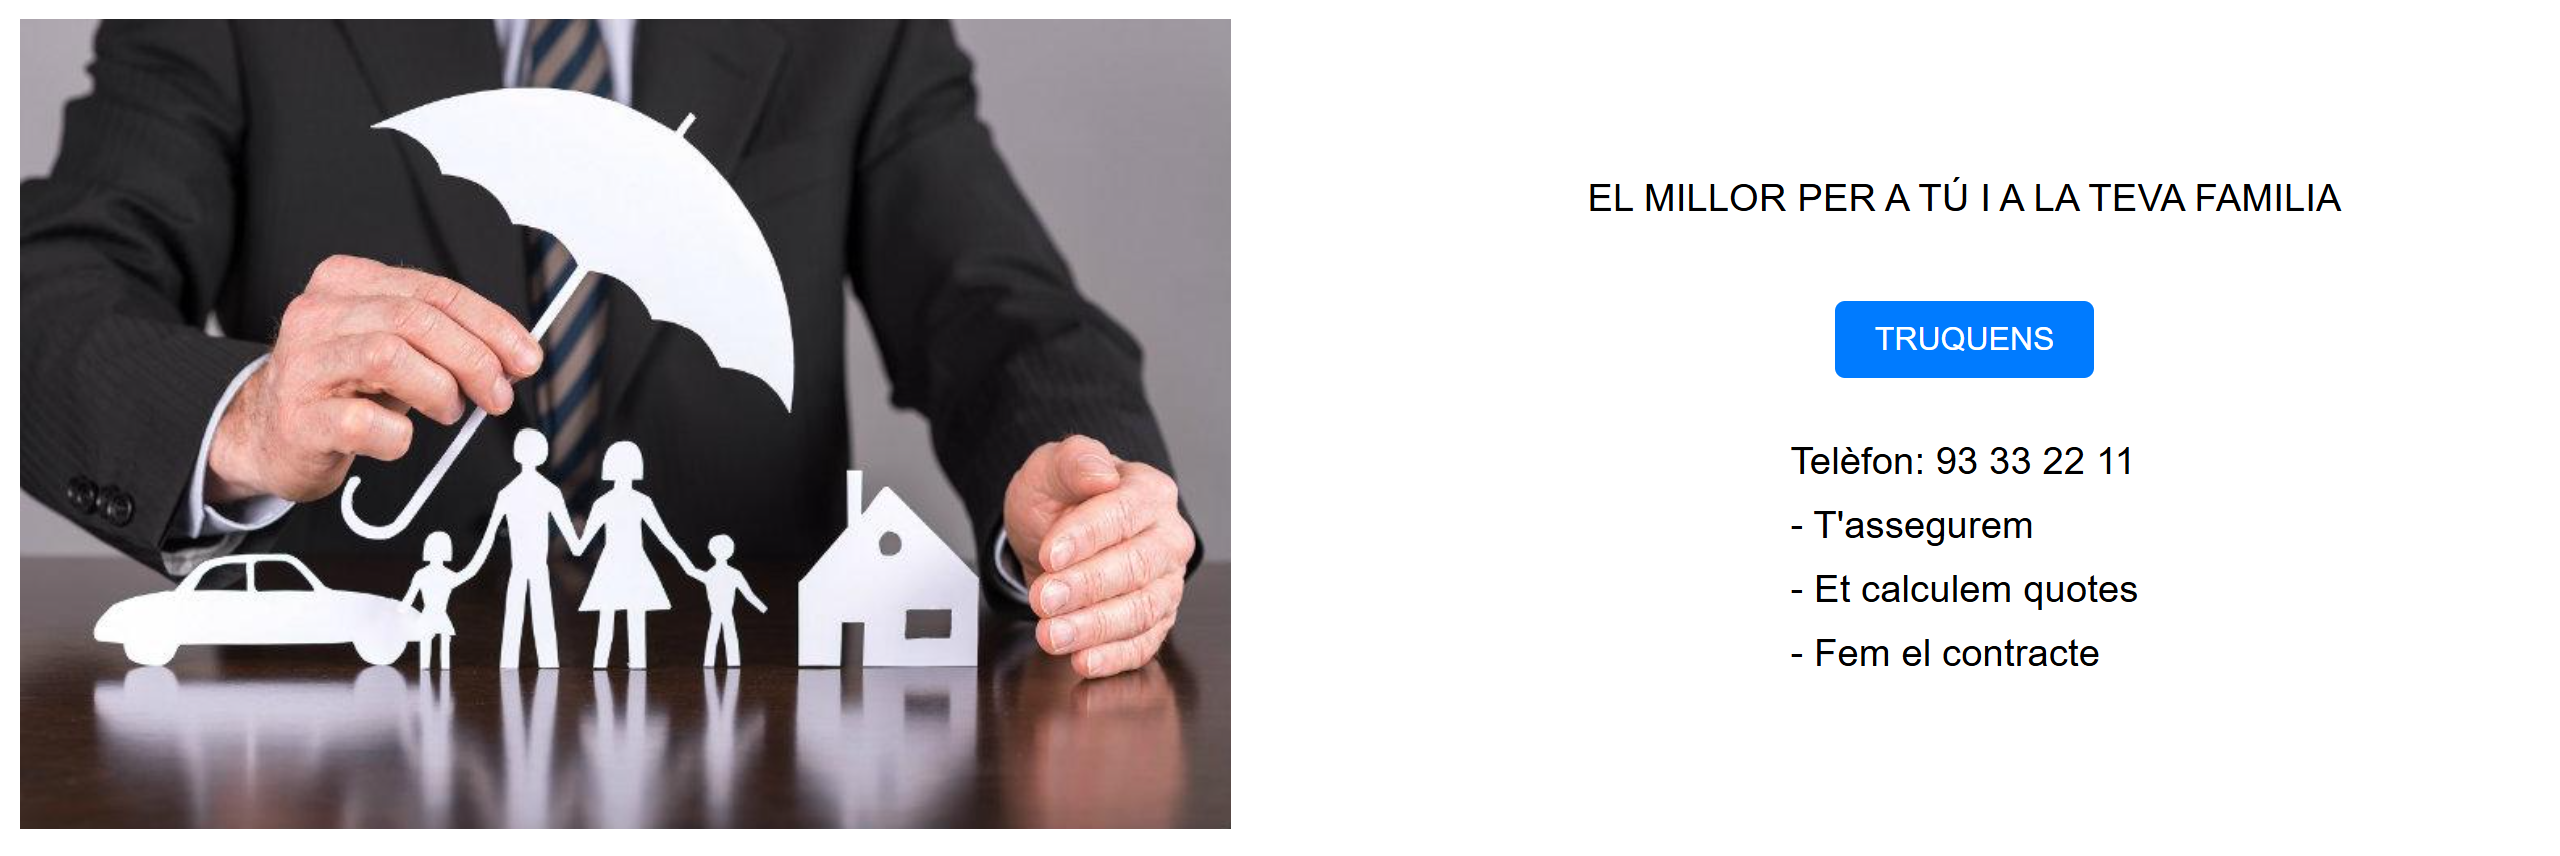 EL MILLOR PER A TÚ I A LA TEVA FAMILIA
TRUQUENS
Telèfon: 93 33 22 11
- T'assegurem
- Et calculem quotes
- Fem el contracte